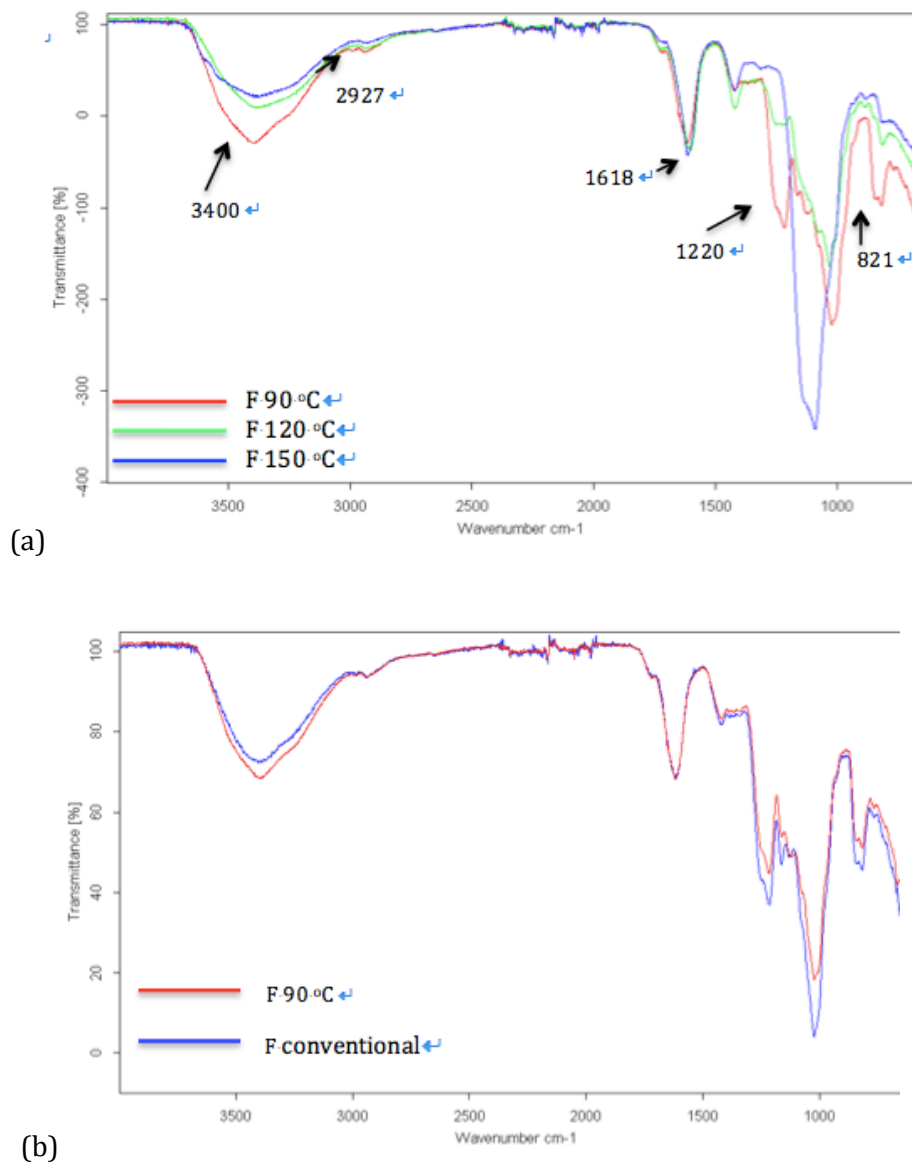 100
0
-100
-200
-300
-400
Transmittance [%]
↵
2927 ↵
3400 ↵
1618 ↵
1220 ↵
821 ↵
F·90·°C↵
F·120·°C↵
F·150·°C↵
3500 3000 2500 2000 1500 1000
Wavenumber cm-1
(a)
100
80
60
40
20
0
Transmittance [%]
F·90·°C↵
F·conventional↵
3500 3000 2500 2000 1500 1000
Wavenumber cm-1
(b)